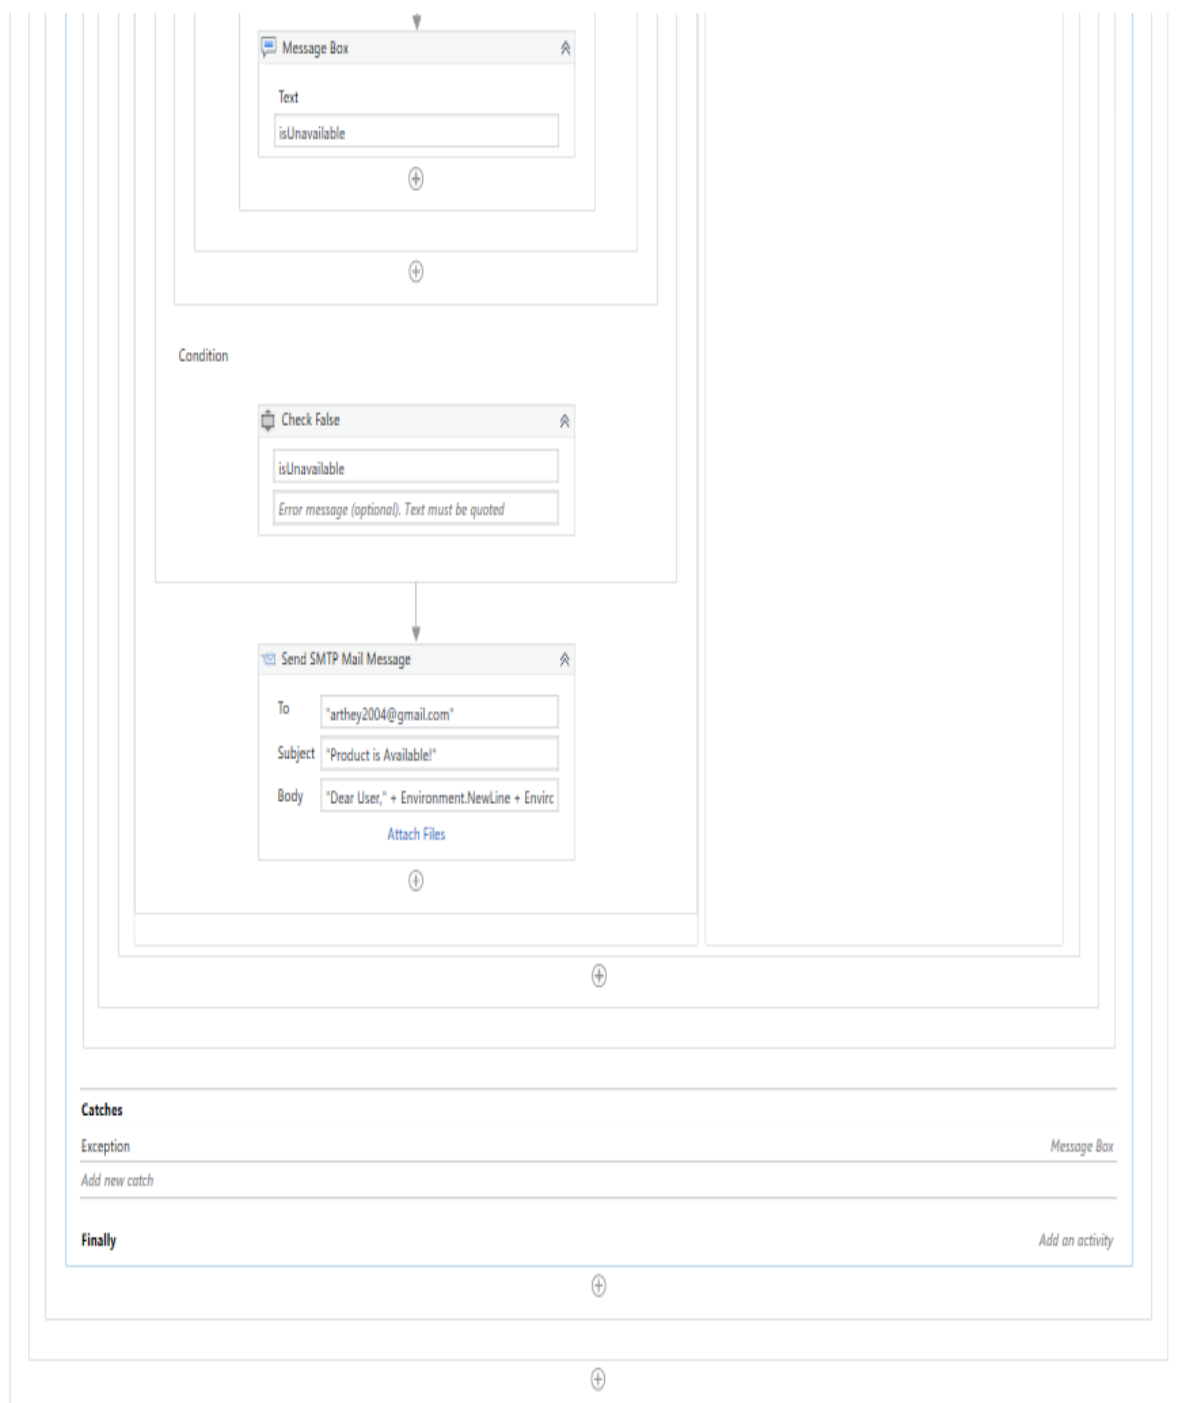 Message Box
Text
isUnavailable
Condition
Check False
isUnavailable
Error message (optional). Text must be quoted
Send SMTP Mail Message
To "arthey2004@gmail.com"
Subject "Product is Available!"
Body "Dear User," + Environment.NewLine + Enviro
Attach Files
Catches
Exception Message Box
Add new catch
Finally Add an activity